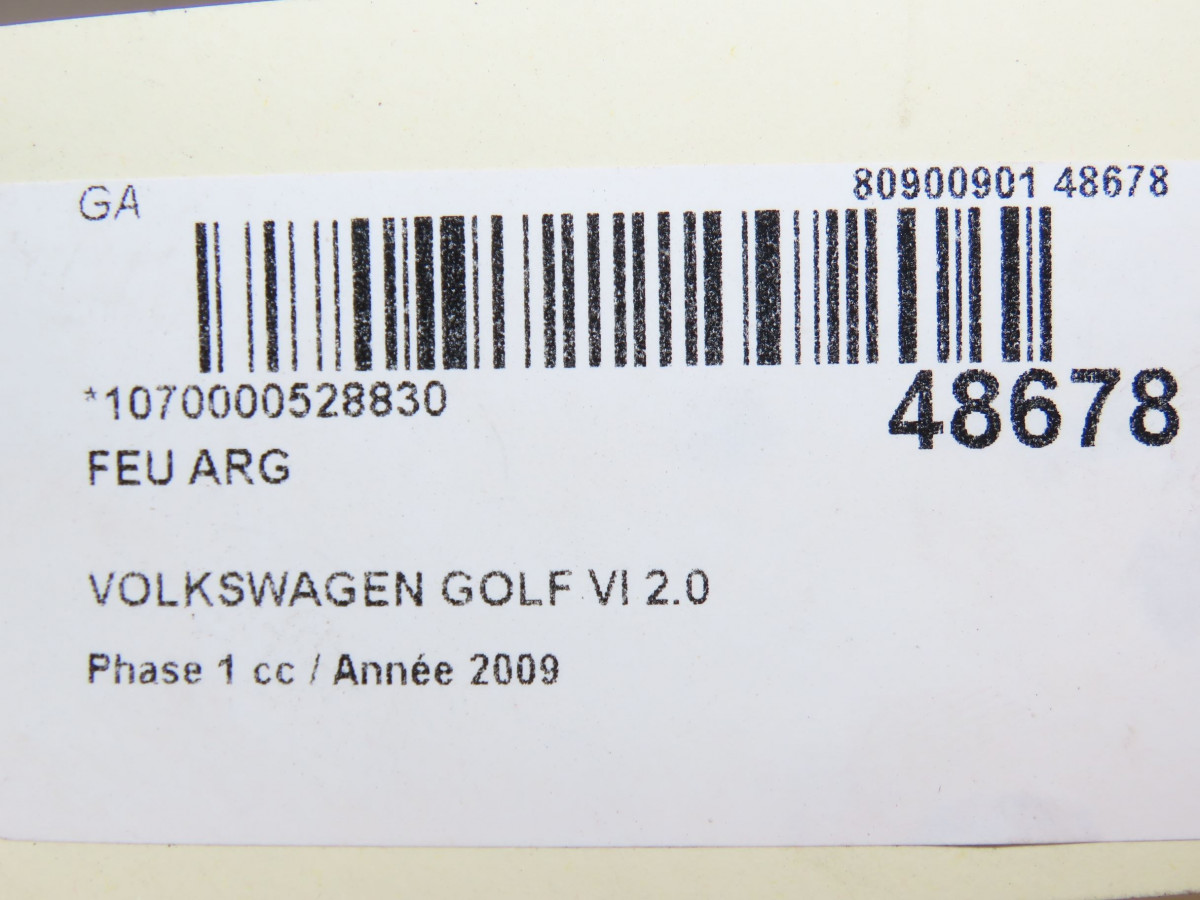 GA
80900901 48678
*1070000528830
48678
FEU ARG
VOLKSWAGEN GOLF VI 2.0
Phase 1 cc / Année 2009